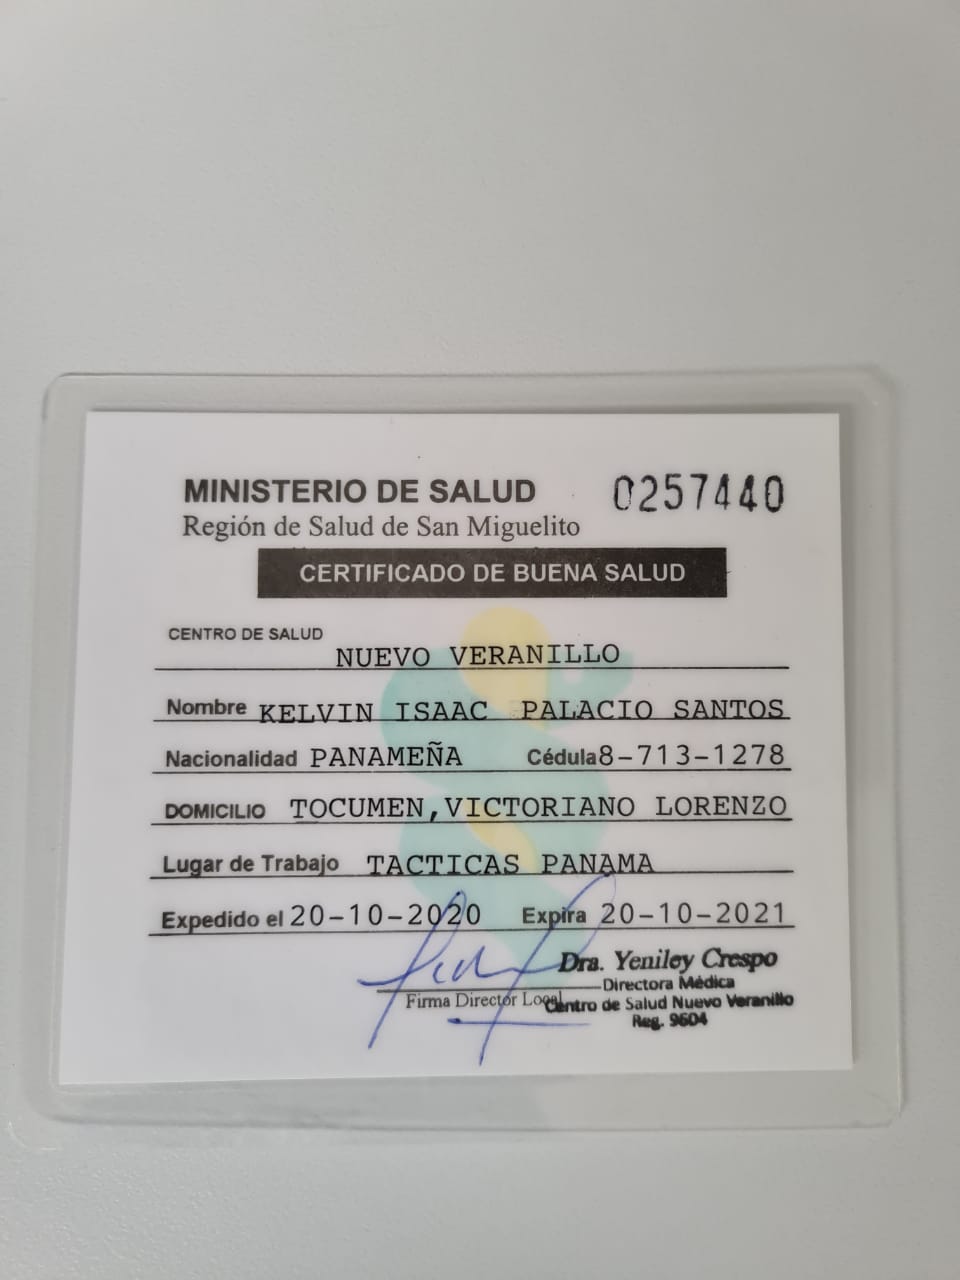 MINISTERIO DE SALUD 0257440
Región de Salud de San Miguelito
CERTIFICADO DE BUENA SALUD
CENTRO DE SALUD NUEVO VERANILLO
Nombre KELVIN ISAAC PALACIO SANTOS
Nacionalidad PANAMEÑA Cédula 8-713-1278
DOMICILIO TOCUMEN, VICTORIANO LORENZO
Lugar de Trabajo TACTICAS PANAMA
Expedido el 20-10-2020 Expira 20-10-2021
Dra. Yeniley Crespo
Directora Médica
Firma Director Local Centro de Salud Nuevo Veranillo
Reg. 9604